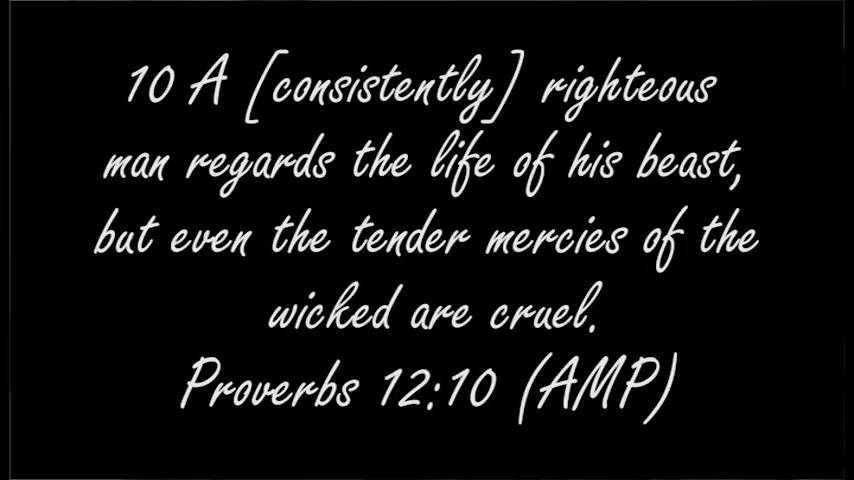 10 A [consistently] righteous
man regards the life of his beast,
but even the tender mercies of the
wicked are cruel.
Proverbs 12:10 (AMP)